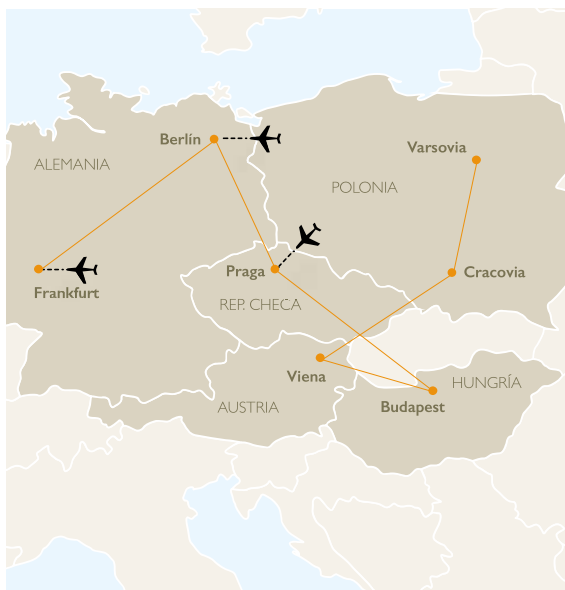 Berlín
Varsovia
ALEMANIA
POLONIA
Praga
Cracovia
Frankfurt
REP. CHECA
Viena
HUNGRÍA
AUSTRIA
Budapest